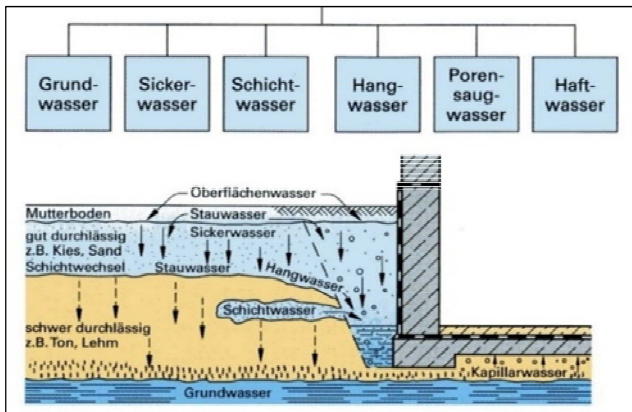 Grund-
wasser
Sicker-
wasser
Schicht-
wasser
Hang-
wasser
Poren-
saug-
wasser
Haft-
wasser
Oberflächenwasser
Mutterboden
Stauwasser
gut durchlässig
Sickerwasser
z.B. Kies, Sand
Schichtwechsel
Stauwasser
Hangwasser
Schichtwasser
schwer durchlässig
z.B. Ton, Lehm
Kapillarwasser
Grundwasser